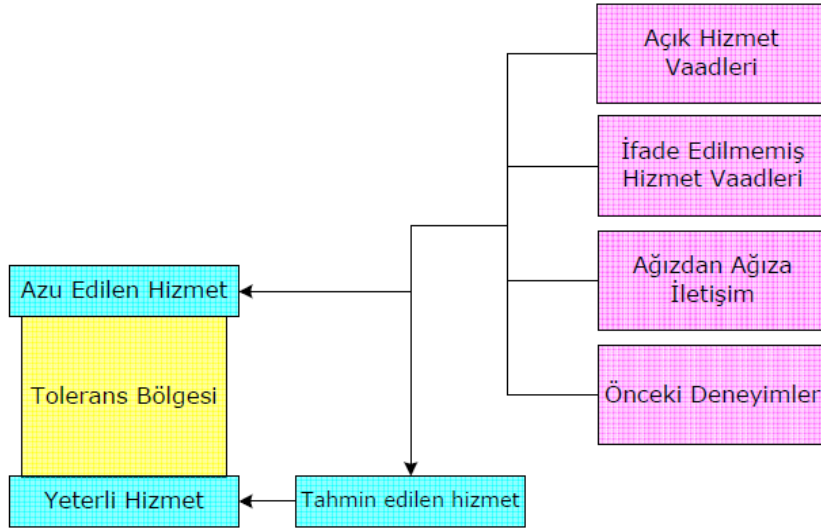 Açık Hizmet
Vaadleri
İfade Edilmemiş
Hizmet Vaadleri
Ağızdan Ağıza
İletişim
Önceki Deneyimler
Azu Edilen Hizmet
Tolerans Bölgesi
Yeterli Hizmet
Tahmin edilen hizmet